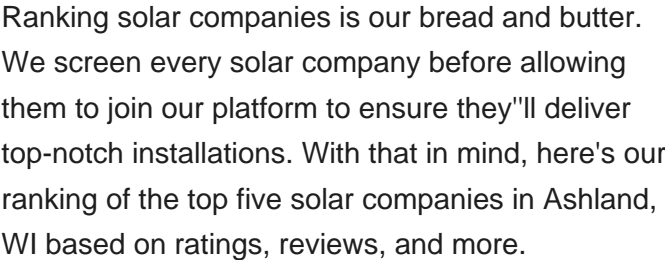 Ranking solar companies is our bread and butter.
We screen every solar company before allowing
them to join our platform to ensure they"ll deliver
top-notch installations. With that in mind, here's our
ranking of the top five solar companies in Ashland,
WI based on ratings, reviews, and more.